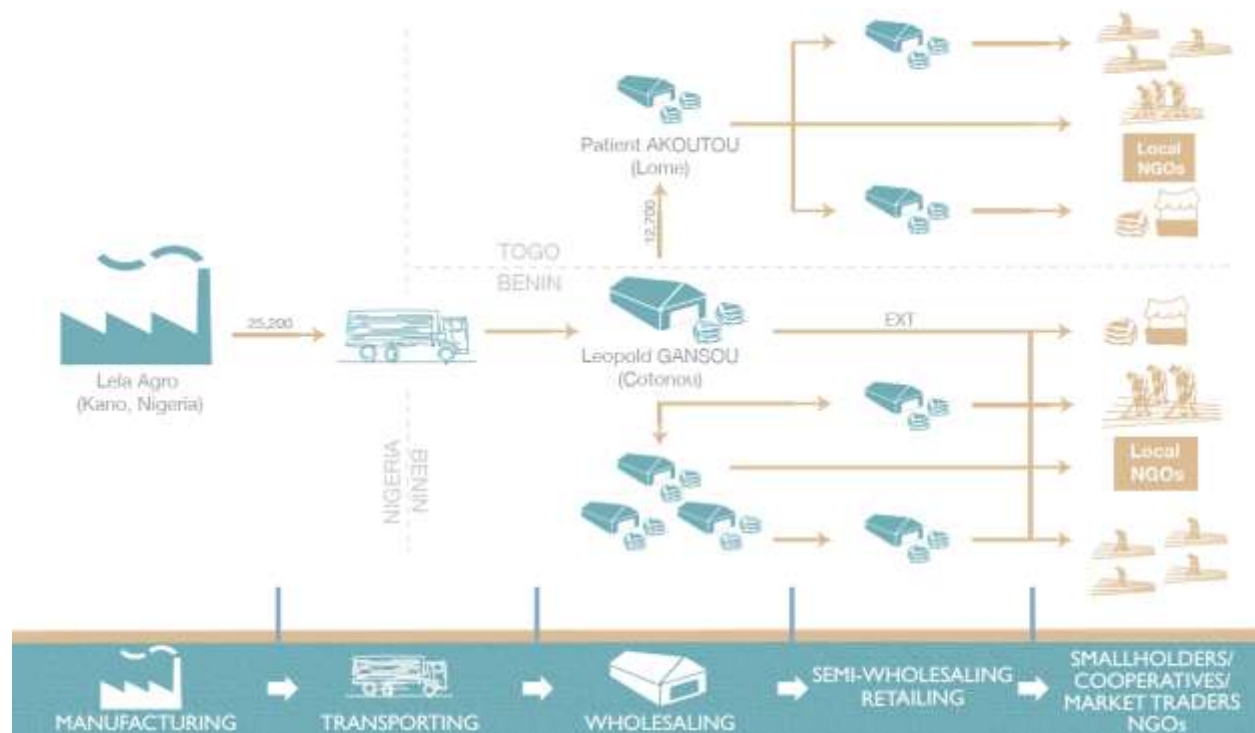 Patient AKOUTOU
(Lome)
Local
NGOs
12,700
TOGO
BENIN
25,200
EXT
Lela Agro
(Kano, Nigeria)
Leopold GANSOU
(Cotonou)
NIGERIA
BENIN
Local
NGOs
MANUFACTURING
TRANSPORTING
WHOLESALING
SEMI-WHOLESALING
RETAILING
SMALLHOLDERS/
COOPERATIVES/
MARKET TRADERS
NGOs